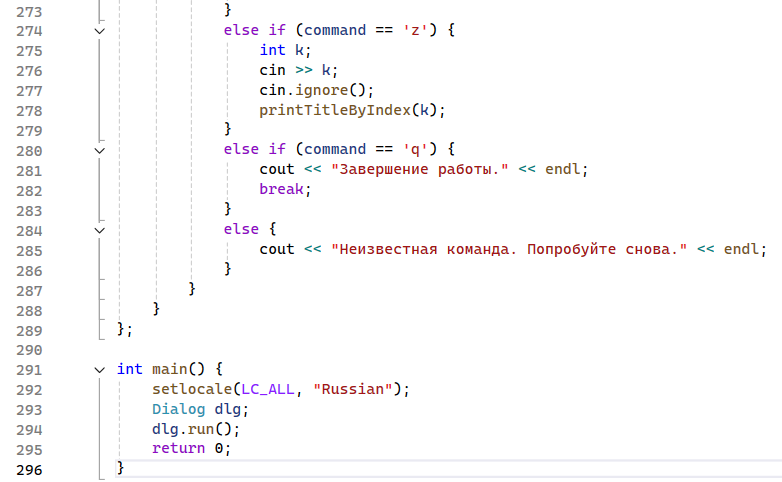 273 }
274 else if (command == 'z') {
275 int k;
276 cin >> k;
277 cin.ignore();
278 printTitleByIndex(k);
279 }
280 else if (command == 'q') {
281 cout << "Завершение работы." << endl;
282 break;
283 }
284 else {
285 cout << "Неизвестная команда. Попробуйте снова." << endl;
286 }
287 }
288 }
289 };
290
291 int main() {
292 setlocale(LC_ALL, "Russian");
293 Dialog dlg;
294 dlg.run();
295 return 0;
296 }